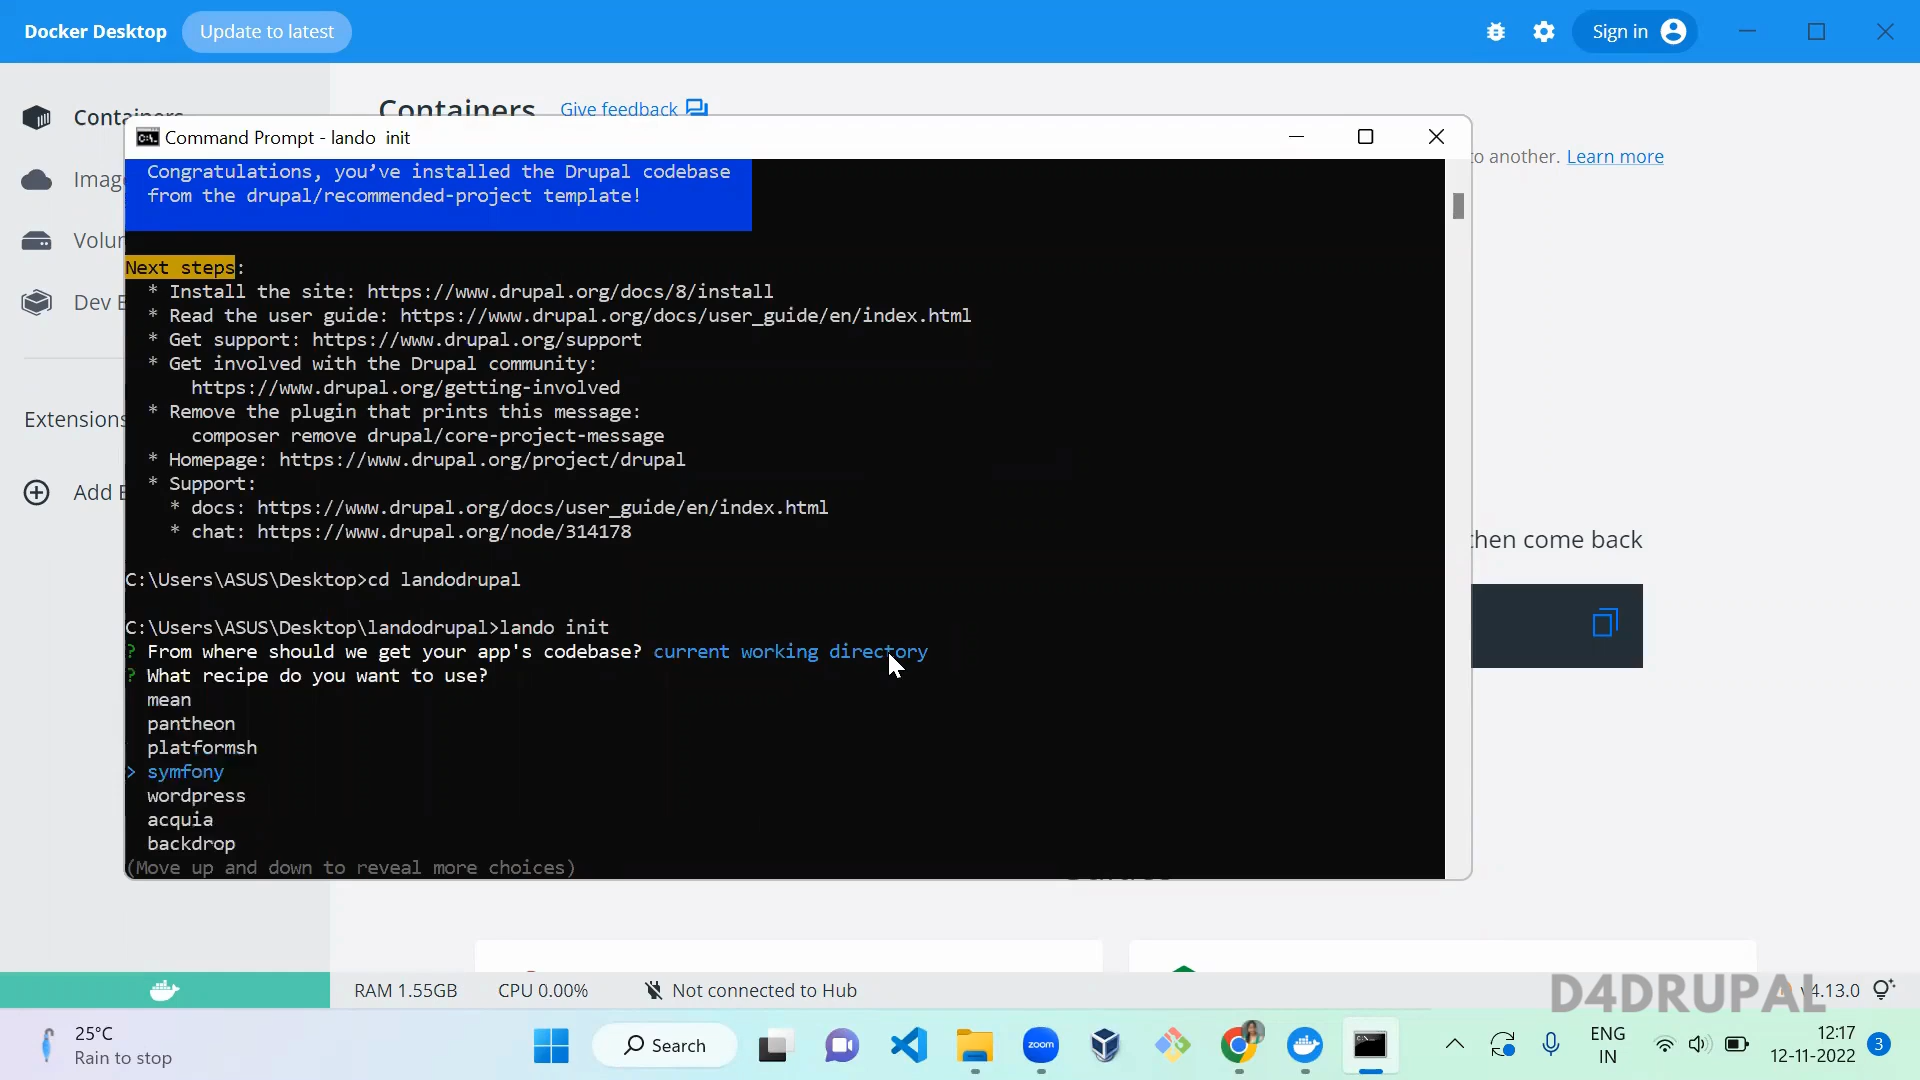 Docker Desktop
Update to latest
Sign in
Containers
Give feedback
Command Prompt - lando  init
to another. Learn more
Congratulations, you’ve installed the Drupal codebase
from the drupal/recommended-project template!
Next steps:
* Install the site: https://www.drupal.org/docs/8/install
* Read the user guide: https://www.drupal.org/docs/user_guide/en/index.html
* Get support: https://www.drupal.org/support
* Get involved with the Drupal community:
https://www.drupal.org/getting-involved
* Remove the plugin that prints this message:
composer remove drupal/core-project-message
* Homepage: https://www.drupal.org/project/drupal
* Support:
* docs: https://www.drupal.org/docs/user_guide/en/index.html
* chat: https://www.drupal.org/node/314178
C:\Users\ASUS\Desktop>cd landodrupal
C:\Users\ASUS\Desktop\landodrupal>lando init
? From where should we get your app's codebase? current working directory
? What recipe do you want to use?
mean
pantheon
platformsh
> symfony
wordpress
acquia
backdrop
(Move up and down to reveal more choices)
Extensions
Add
Dev
then come back
RAM 1.55GB
CPU 0.00%
Not connected to Hub
D4DRUPAL
v4.13.0
25°C
Rain to stop
Search
zoom
ENG
IN
12:17
12-11-2022
3